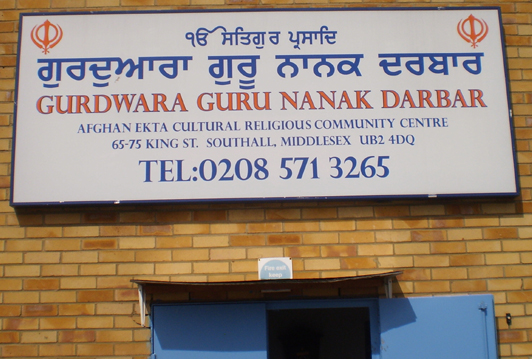 ੴ ਸਤਿਗੁਰ ਪ੍ਰਸਾਦਿ
ਗੁਰਦੁਆਰਾ ਗੁਰੂ ਨਾਨਕ ਦਰਬਾਰ
GURDWARA GURU NANAK DARBAR
AFGHAN EKTA CULTURAL RELIGIOUS COMMUNITY CENTRE
65-75 KING ST. SOUTHALL, MIDDLESEX UB2 4DQ
TEL:0208 571 3265